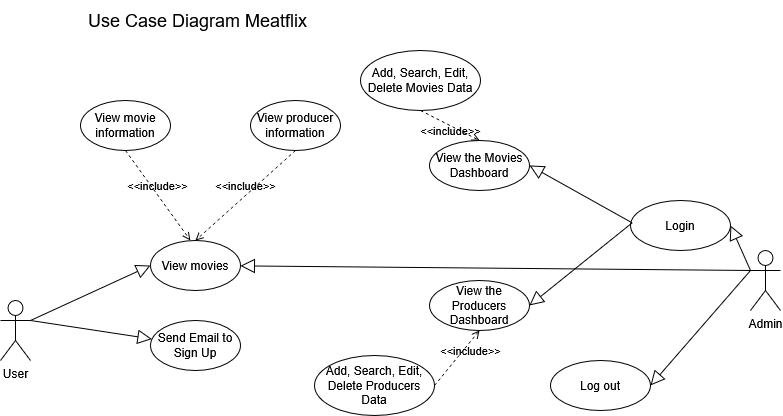 Use Case Diagram Meatflix
Add, Search, Edit,
Delete Movies Data
View movie
information
View producer
information
<<include>>
View the Movies
Dashboard
<<include>>
<<include>>
Login
View movies
View the
Producers
Dashboard
Admin
Send Email to
Sign Up
<<include>>
User
Add, Search, Edit,
Delete Producers
Data
Log out